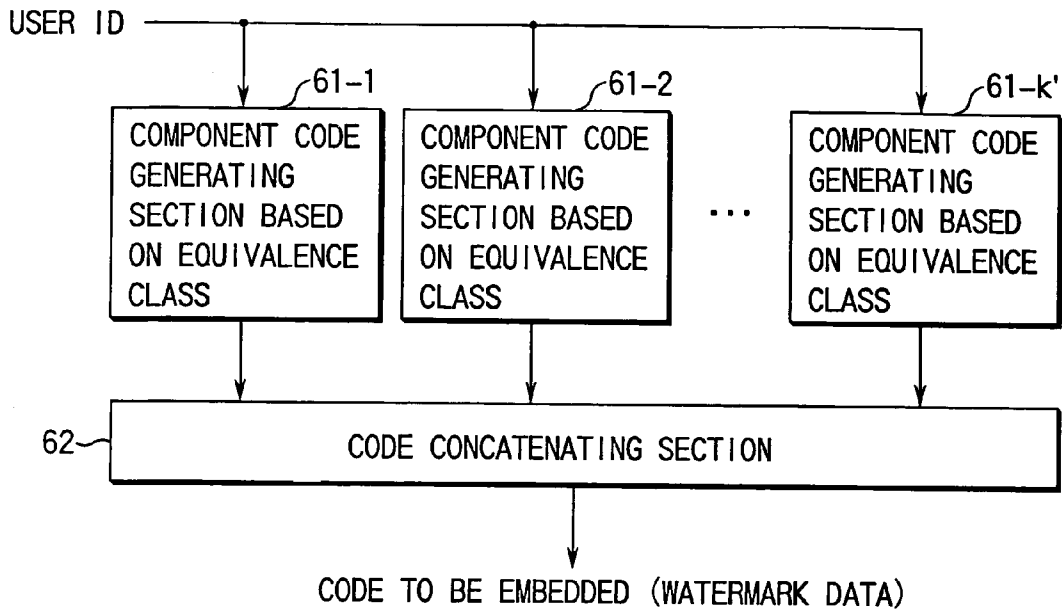 USER ID
61-1
61-2
61-k'
COMPONENT CODE
GENERATING
SECTION BASED
ON EQUIVALENCE
CLASS
COMPONENT CODE
GENERATING
SECTION BASED
ON EQUIVALENCE
CLASS
...
COMPONENT CODE
GENERATING
SECTION BASED
ON EQUIVALENCE
CLASS
62
CODE CONCATENATING SECTION
CODE TO BE EMBEDDED (WATERMARK DATA)